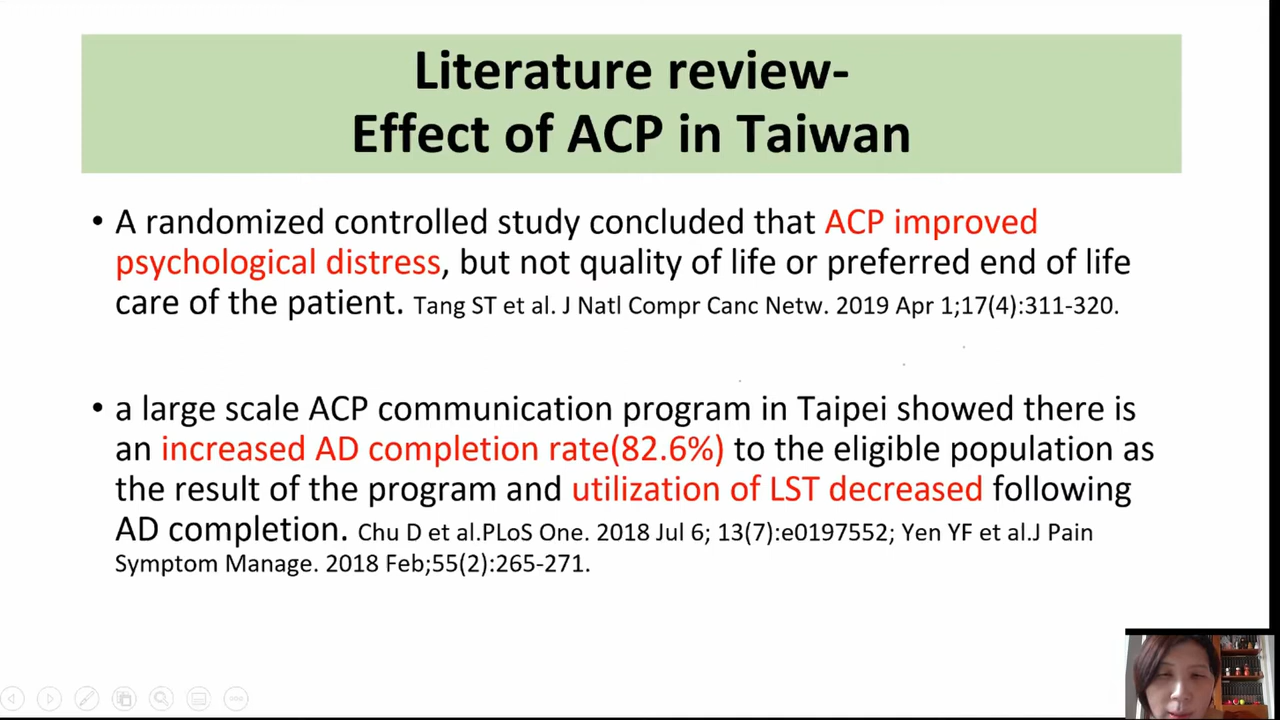 Literature review-
Effect of ACP in Taiwan
• A randomized controlled study concluded that ACP improved
psychological distress, but not quality of life or preferred end of life
care of the patient. Tang ST et al. J Natl Compr Canc Netw. 2019 Apr 1;17(4):311-320.
• a large scale ACP communication program in Taipei showed there is
an increased AD completion rate(82.6%) to the eligible population as
the result of the program and utilization of LST decreased following
AD completion. Chu D et al.PLoS One. 2018 Jul 6; 13(7):e0197552; Yen YF et al.J Pain
Symptom Manage. 2018 Feb;55(2):265-271.